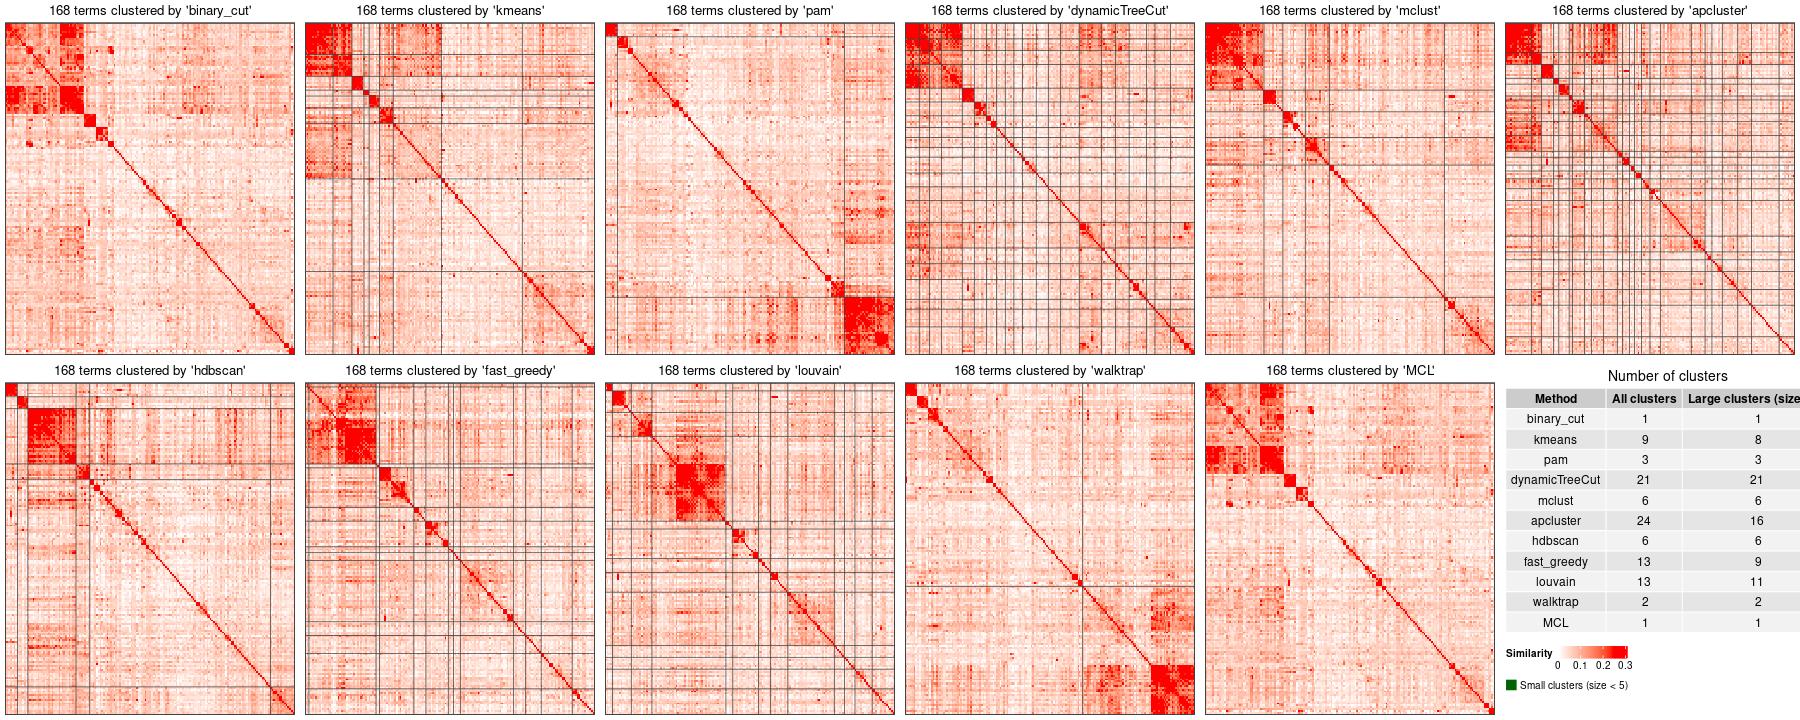 168 terms clustered by 'binary_cut'
168 terms clustered by 'kmeans'
168 terms clustered by 'pam'
168 terms clustered by 'dynamicTreeCut'
168 terms clustered by 'mclust'
168 terms clustered by 'apcluster'
168 terms clustered by 'hdbscan'
168 terms clustered by 'fast_greedy'
168 terms clustered by 'louvain'
168 terms clustered by 'walktrap'
168 terms clustered by 'MCL'
Number of clusters
Method All clusters Large clusters (size
binary_cut 1 1
kmeans 9 8
pam 3 3
dynamicTreeCut 21 21
mclust 6 6
apcluster 24 16
hdbscan 6 6
fast_greedy 13 9
louvain 13 11
walktrap 2 2
MCL 1 1
Similarity
0 0.1 0.2 0.3
Small clusters (size < 5)